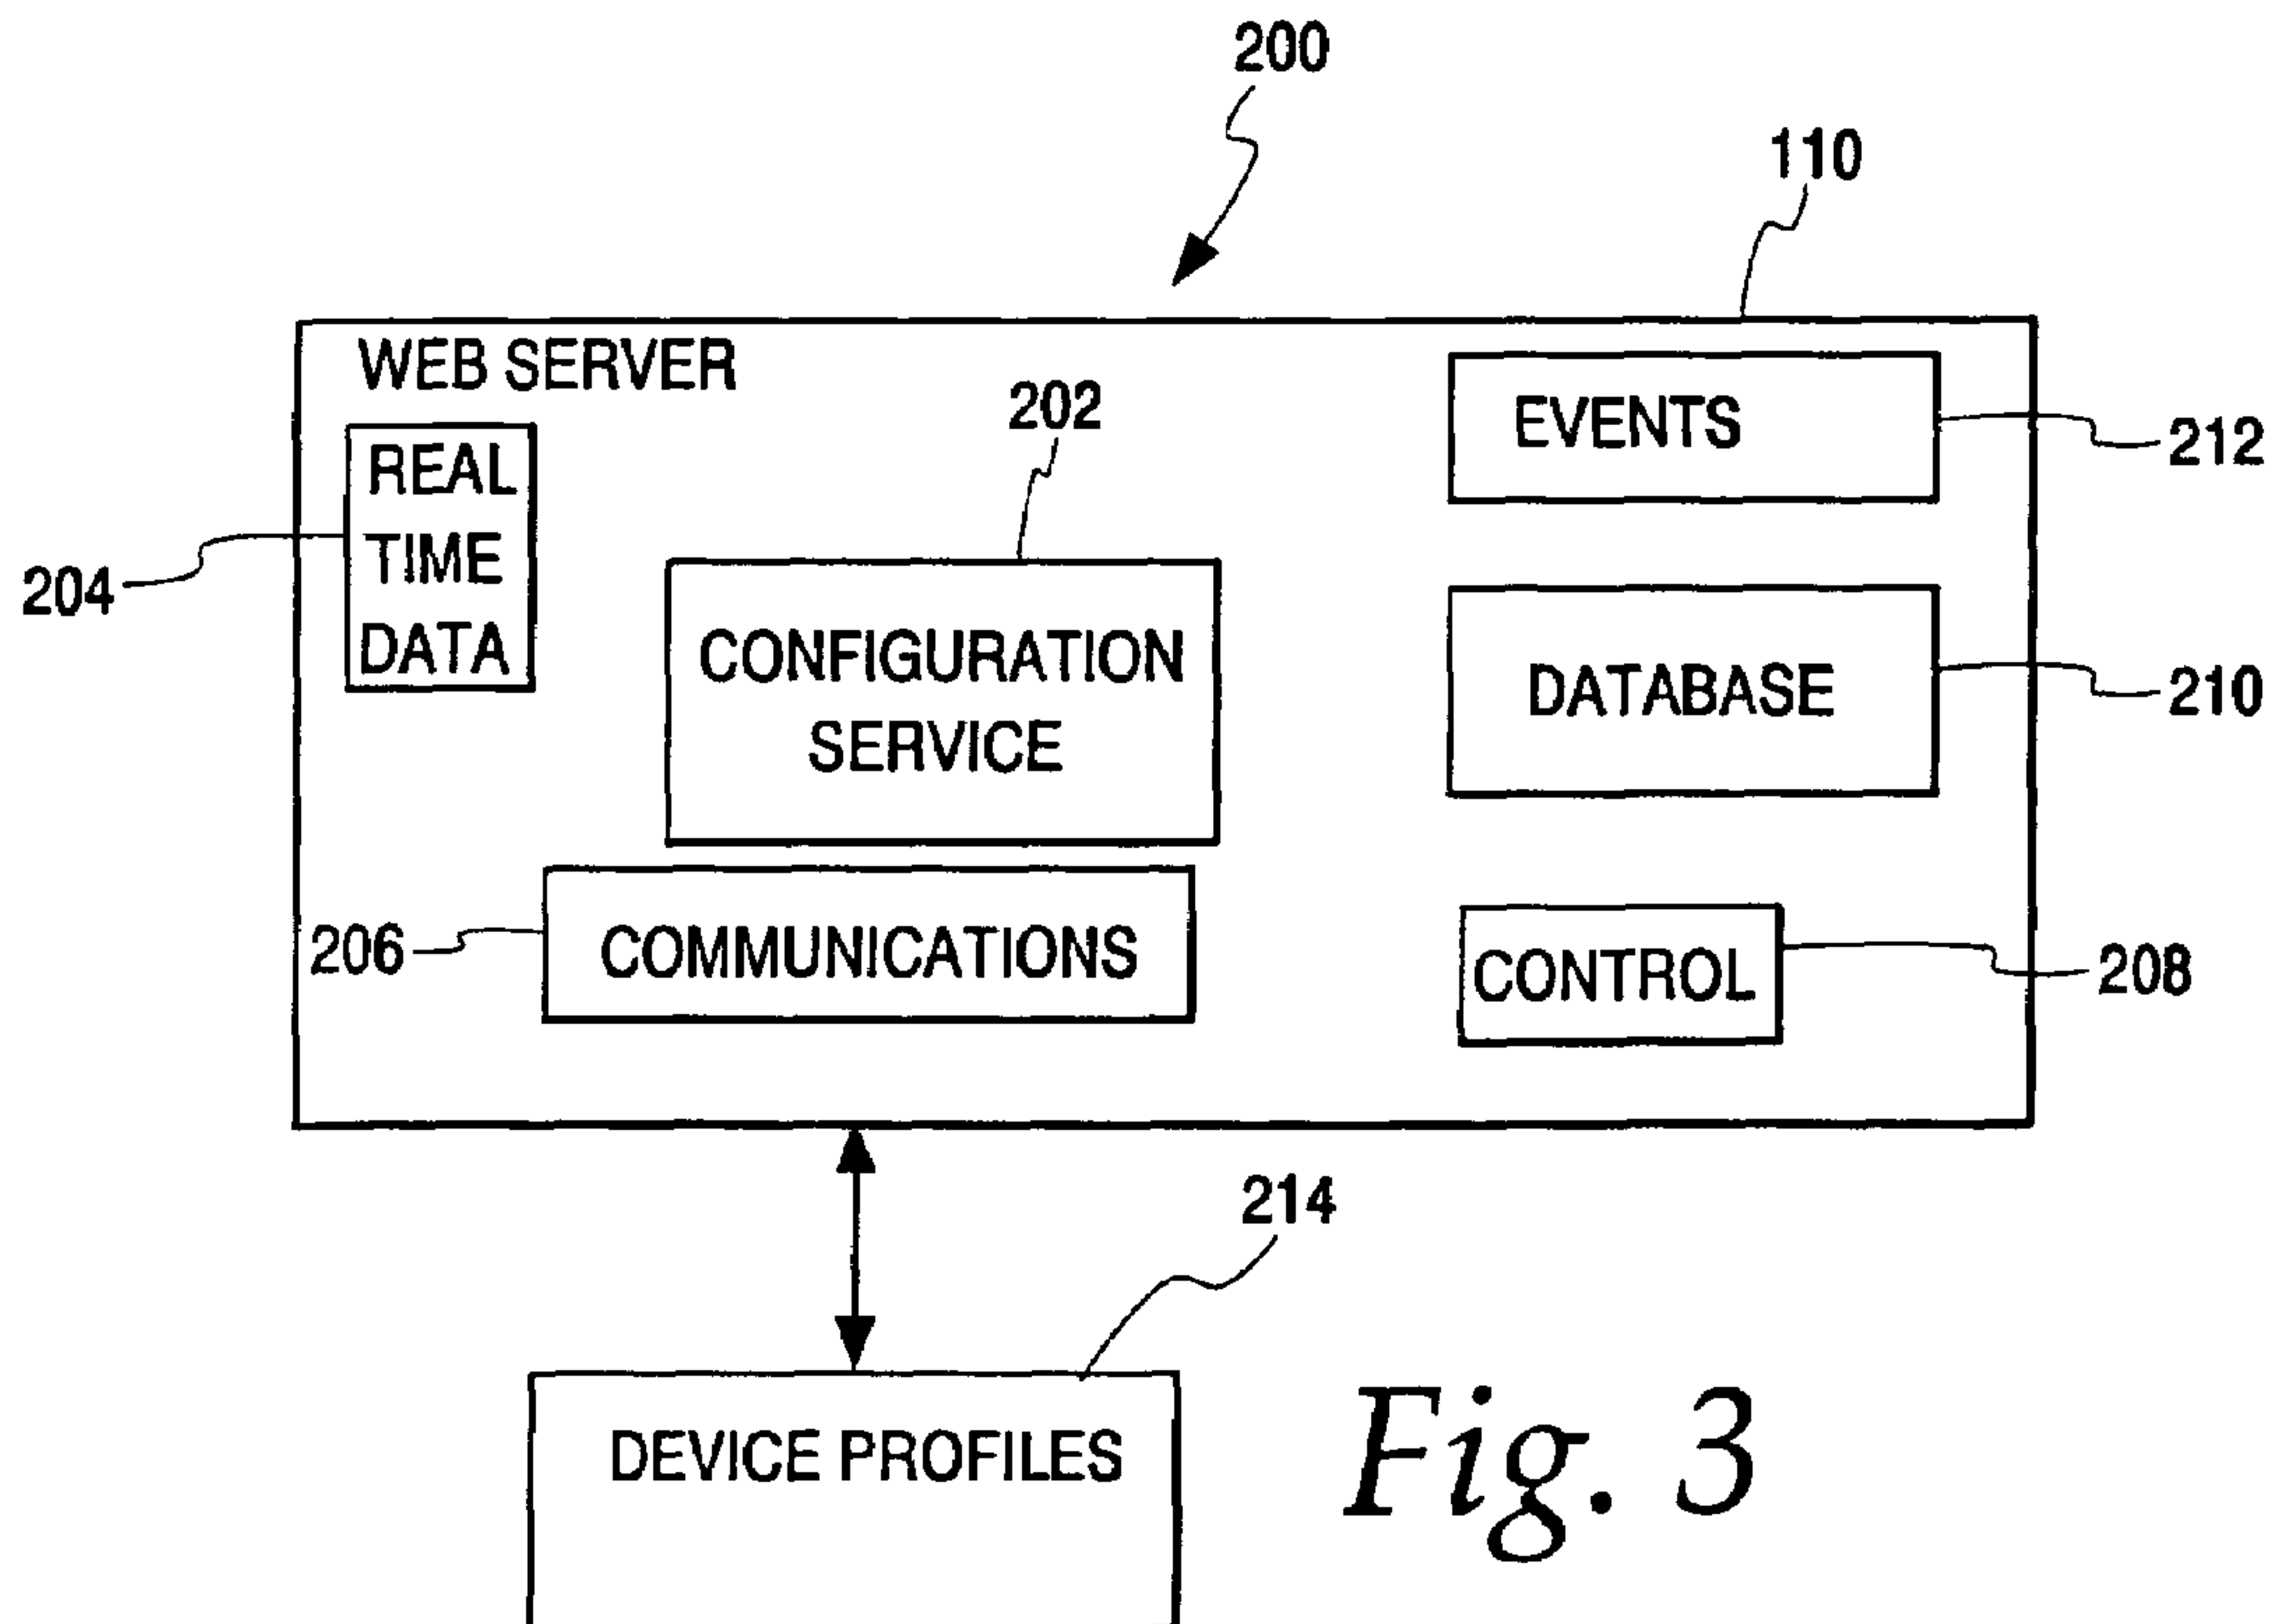 200
110
WEB SERVER
202
EVENTS
212
REAL
TIME
DATA
204
CONFIGURATION
SERVICE
DATABASE
210
206
COMMUNICATIONS
CONTROL
208
214
DEVICE PROFILES
Fig. 3